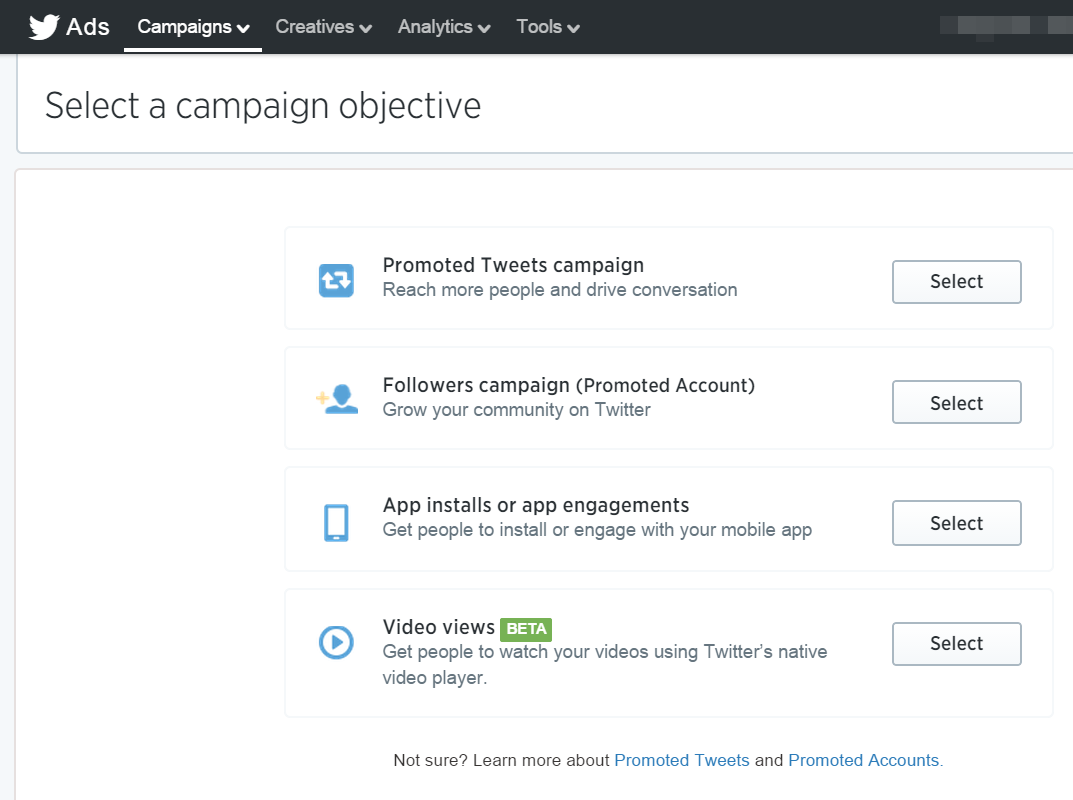 Ads Campaigns Creatives Analytics Tools
Select a campaign objective
Promoted Tweets campaign
Reach more people and drive conversation
Select
Followers campaign (Promoted Account)
Grow your community on Twitter
Select
App installs or app engagements
Get people to install or engage with your mobile app
Select
Video views BETA
Get people to watch your videos using Twitter's native
video player.
Select
Not sure? Learn more about Promoted Tweets and Promoted Accounts.